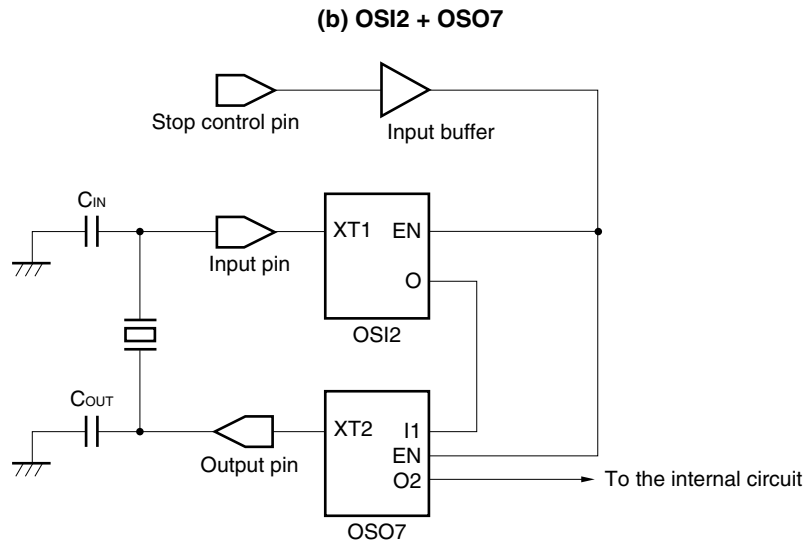 (b) OSI2 + OSO7
Stop control pin
Input buffer
CIN
XT1 EN
Input pin
O
OSI2
COUT
XT2 I1
EN
Output pin
O2
To the internal circuit
OSO7